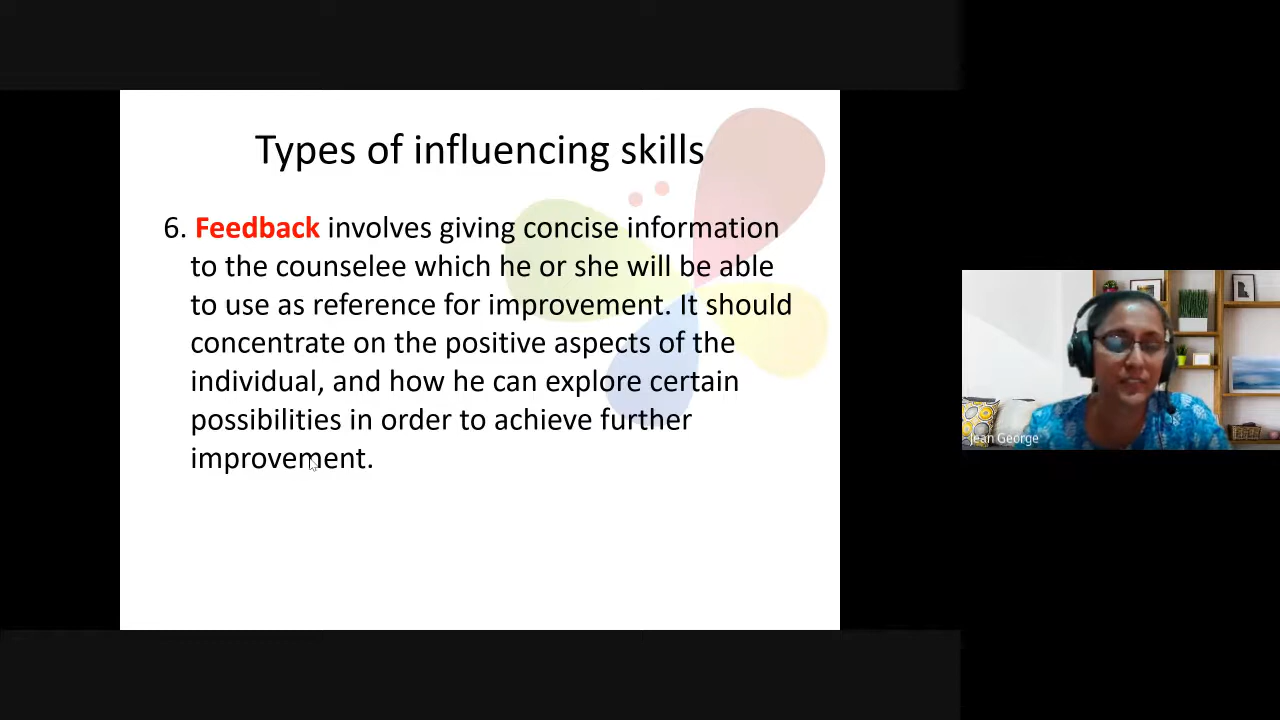 Types of influencing skills
6. Feedback involves giving concise information
to the counselee which he or she will be able
to use as reference for improvement. It should
concentrate on the positive aspects of the
individual, and how he can explore certain
possibilities in order to achieve further
improvement.
Jean George